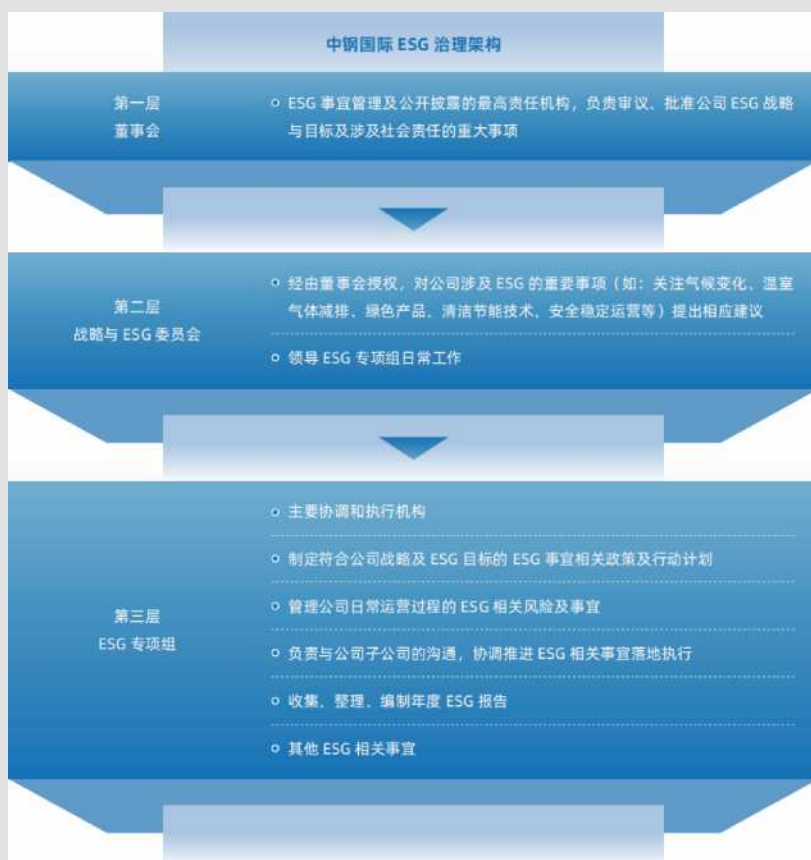 中钢国际 ESG 治理架构
第一层
董事会
ESG 事宜管理及公开披露的最高责任机构，负责审议、批准公司 ESG 战略
与目标及涉及社会责任的重大事项
第二层
战略与 ESG 委员会
经由董事会授权，对公司涉及 ESG 的重要事项（如：关注气候变化、温室
气体减排、绿色产品、清洁节能技术、安全稳定运营等）提出相应建议
领导 ESG 专项组日常工作
第三层
ESG 专项组
主要协调和执行机构
制定符合公司战略及 ESG 目标的 ESG 事宜相关政策及行动计划
管理公司日常运营过程的 ESG 相关风险及事宜
负责与公司子公司的沟通，协调推进 ESG 相关事宜落地执行
收集、整理、编制年度 ESG 报告
其他 ESG 相关事宜